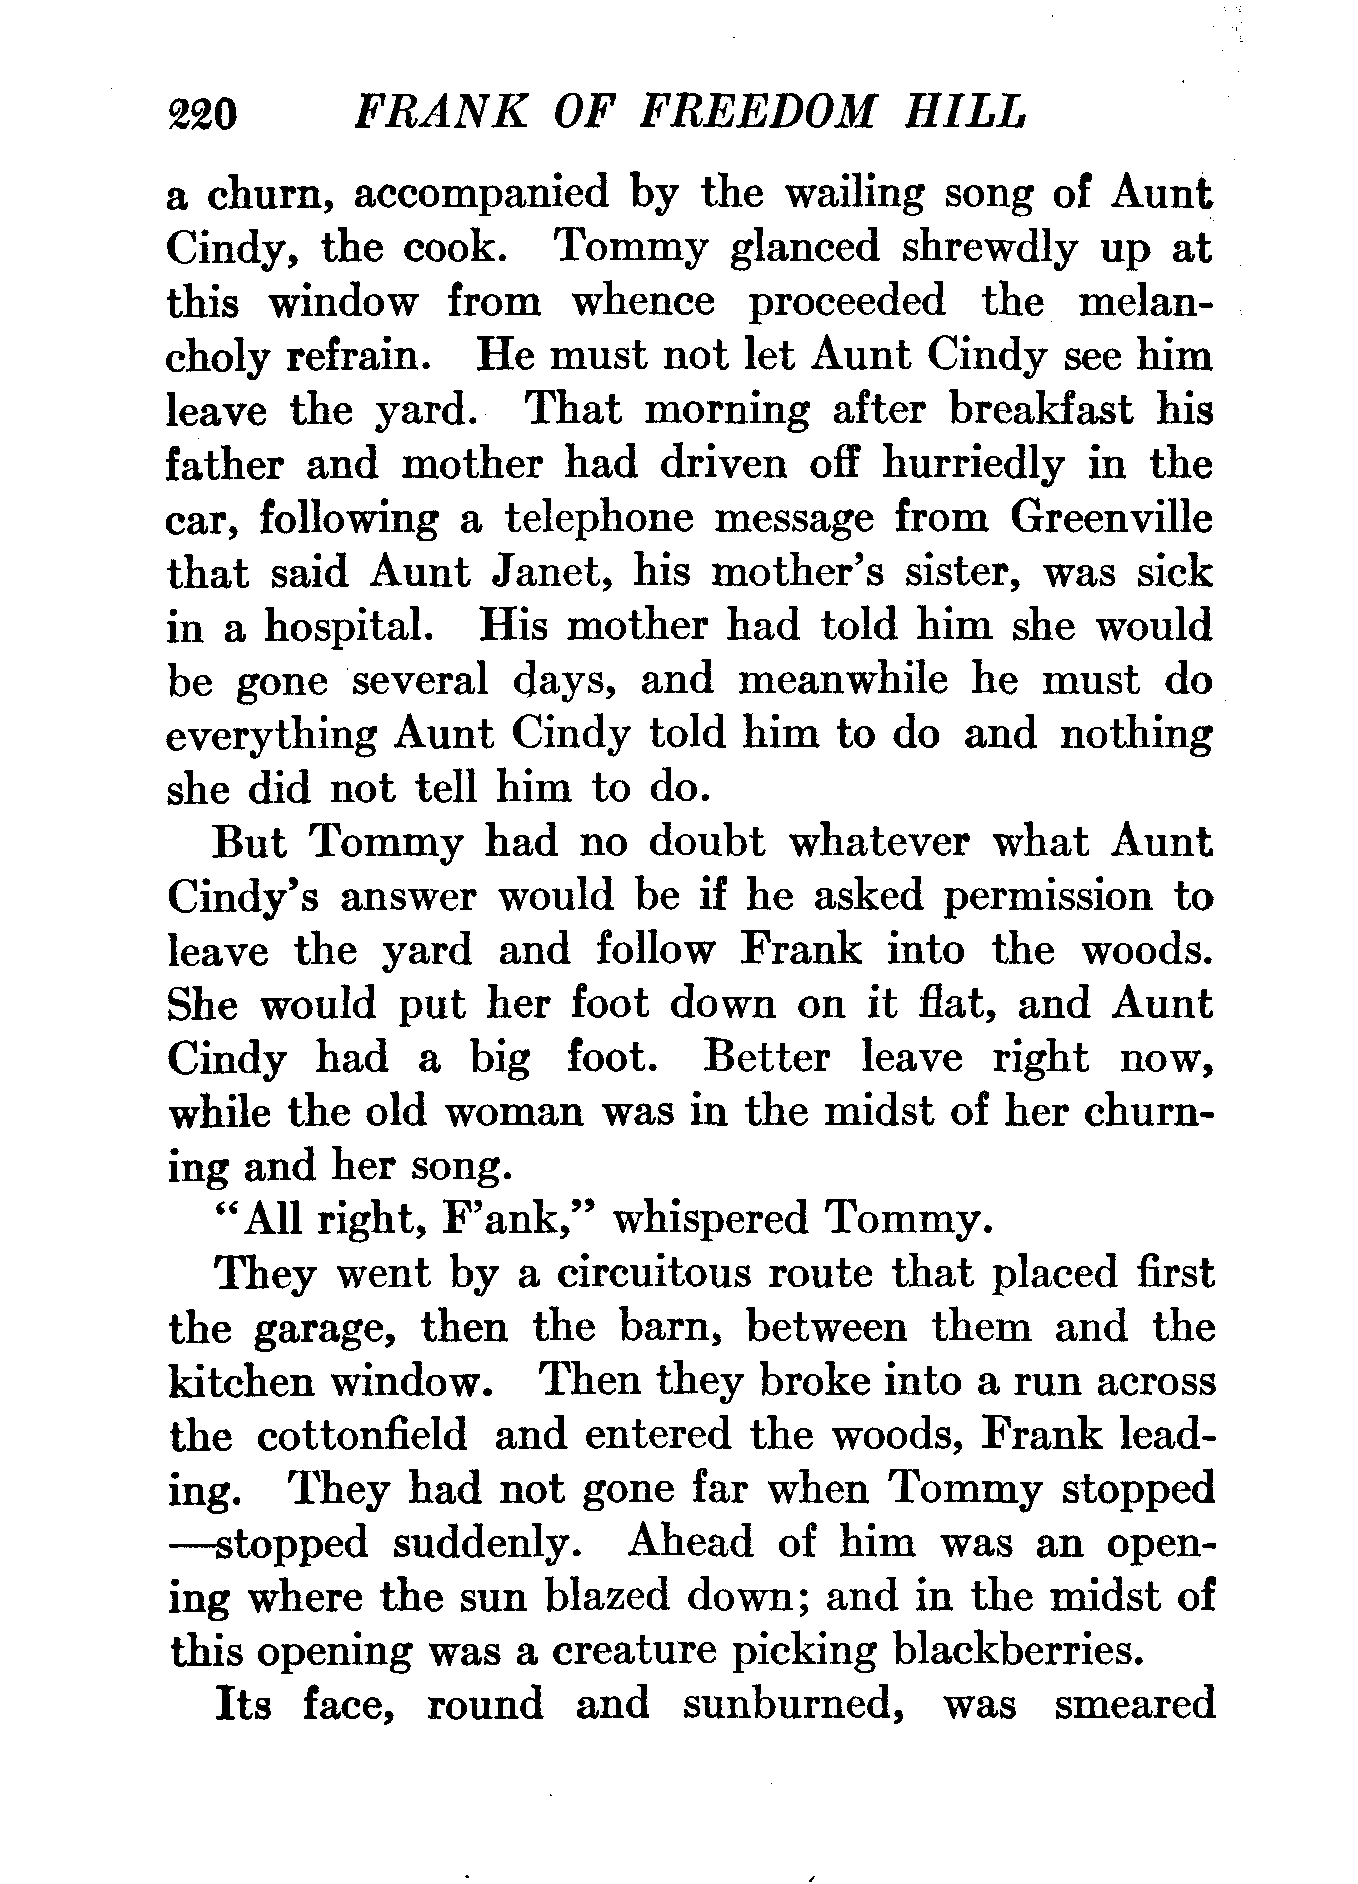 220 FRANK OF FREEDOM HILL
a churn, accompanied by the wailing song of Aunt
Cindy, the cook. Tommy glanced shrewdly up at
this window from whence proceeded the melan-
choly refrain. He must not let Aunt Cindy see him
leave the yard. That morning after breakfast his
father and mother had driven off hurriedly in the
car, following a telephone message from Greenville
that said Aunt Janet, his mother's sister, was sick
in a hospital. His mother had told him she would
be gone several days, and meanwhile he must do
everything Aunt Cindy told him to do and nothing
she did not tell him to do.
But Tommy had no doubt whatever what Aunt
Cindy's answer would be if he asked permission to
leave the yard and follow Frank into the woods.
She would put her foot down on it flat, and Aunt
Cindy had a big foot. Better leave right now,
while the old woman was in the midst of her churn-
ing and her song.
"All right, F'ank," whispered Tommy.
They went by a circuitous route that placed first
the garage, then the barn, between them and the
kitchen window. Then they broke into a run across
the cottonfield and entered the woods, Frank lead-
ing. They had not gone far when Tommy stopped
—stopped suddenly. Ahead of him was an open-
ing where the sun blazed down; and in the midst of
this opening was a creature picking blackberries.
Its face, round and sunburned, was smeared